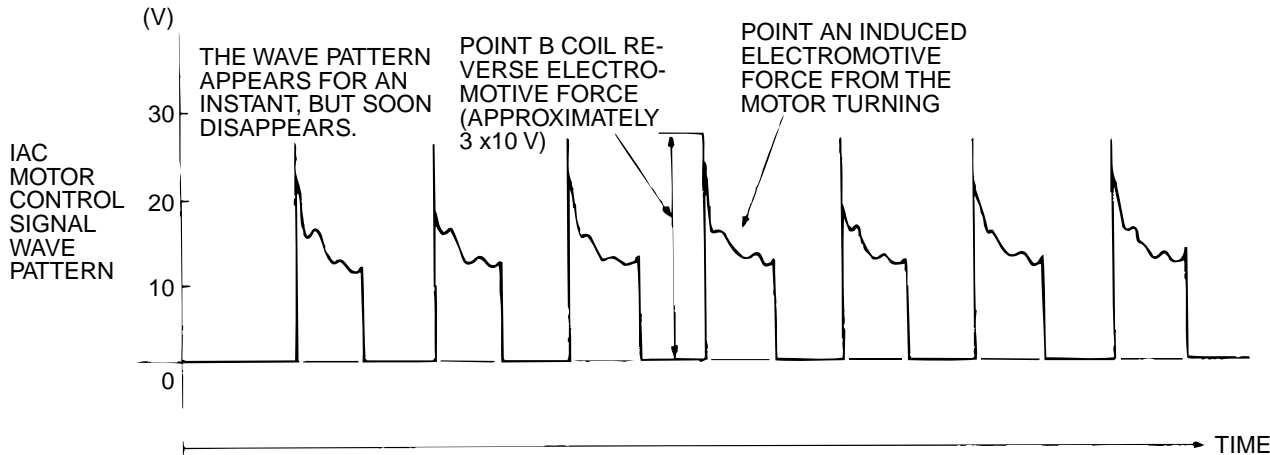 (V)
THE WAVE PATTERN
APPEARS FOR AN
INSTANT, BUT SOON
DISAPPEARS.
POINT B COIL RE-
VERSE ELECTRO-
MOTIVE FORCE
(APPROXIMATELY
3 x10 V)
POINT AN INDUCED
ELECTROMOTIVE
FORCE FROM THE
MOTOR TURNING
IAC
MOTOR
CONTROL
SIGNAL
WAVE
PATTERN
30
20
10
0
TIME